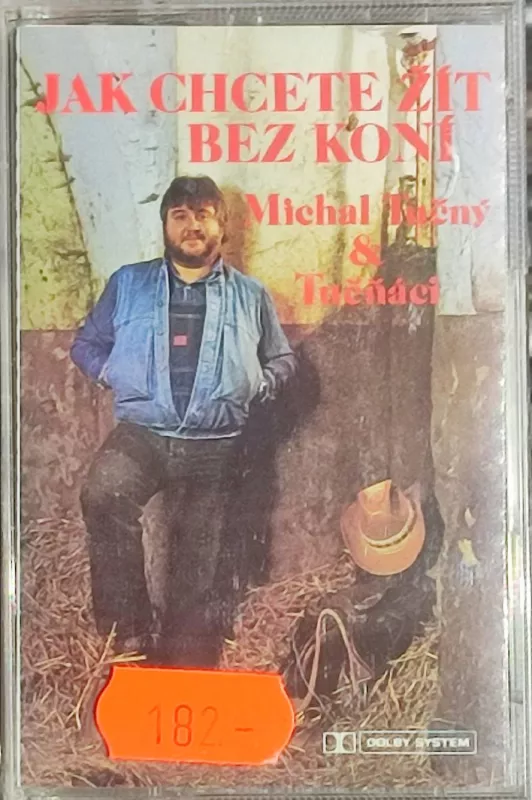 JAK CHCETE ŽÍT
BEZ KONÍ
Michal Tučný
&
Tučňáci
182.-
DOLBY SYSTEM